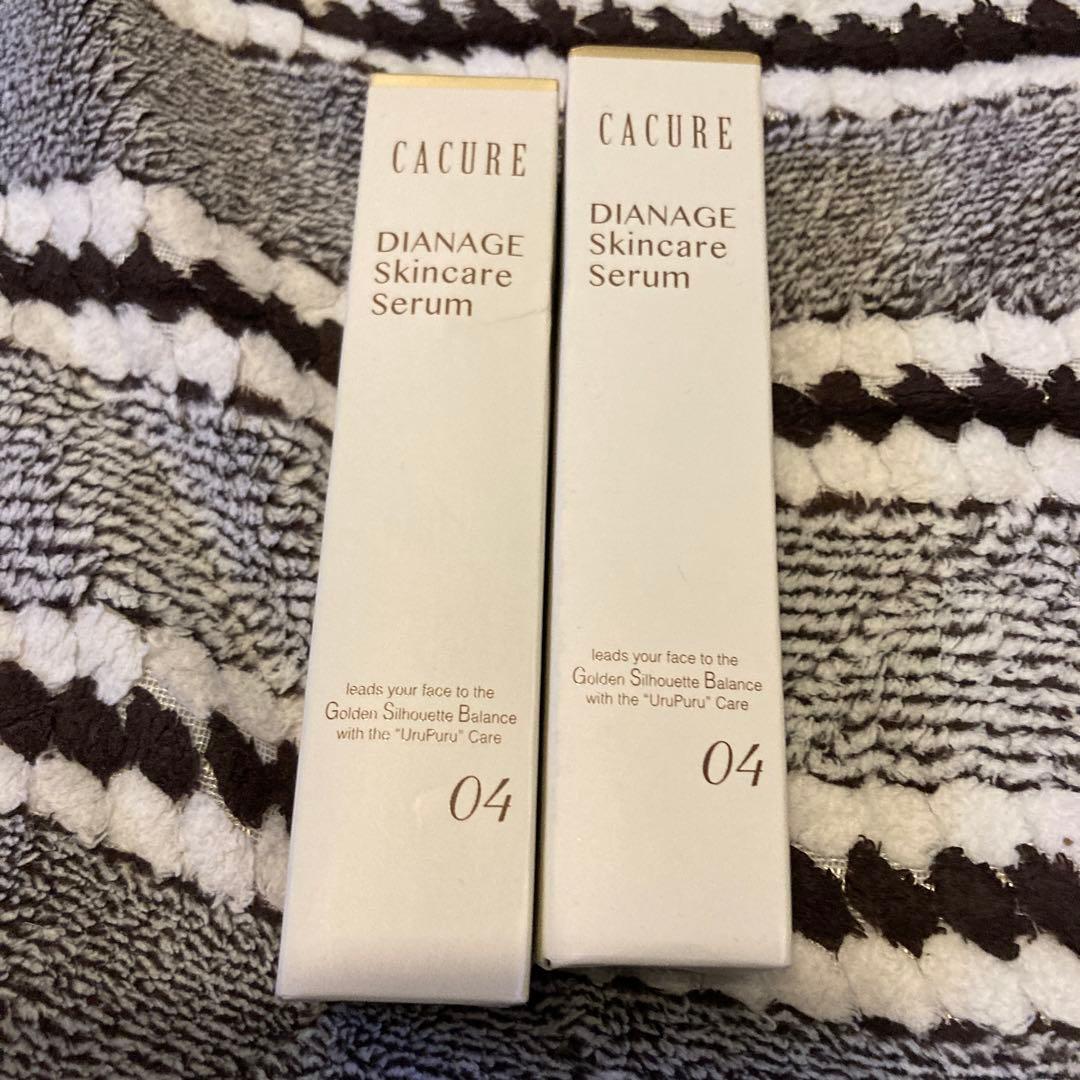 CACURE
DIANAGE
Skincare
Serum
leads your face to the
Golden Silhouette Balance
with the "UruPuru" Care
04
CACURE
DIANAGE
Skincare
Serum
leads your face to the
Golden Silhouette Balance
with the "UruPuru" Care
04